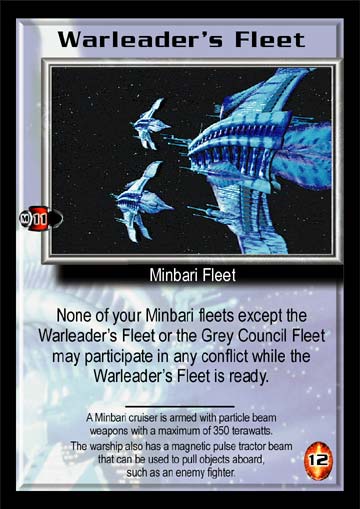 Warleader's Fleet
M 11
Minbari Fleet
None of your Minbari fleets except the
Warleader's Fleet or the Grey Council Fleet
may participate in any conflict while the
Warleader's Fleet is ready.
A Minbari cruiser is armed with particle beam
weapons with a maximum of 350 terawatts.
The warship also has a magnetic pulse tractor beam
that can be used to pull objects aboard,
such as an enemy fighter.
12